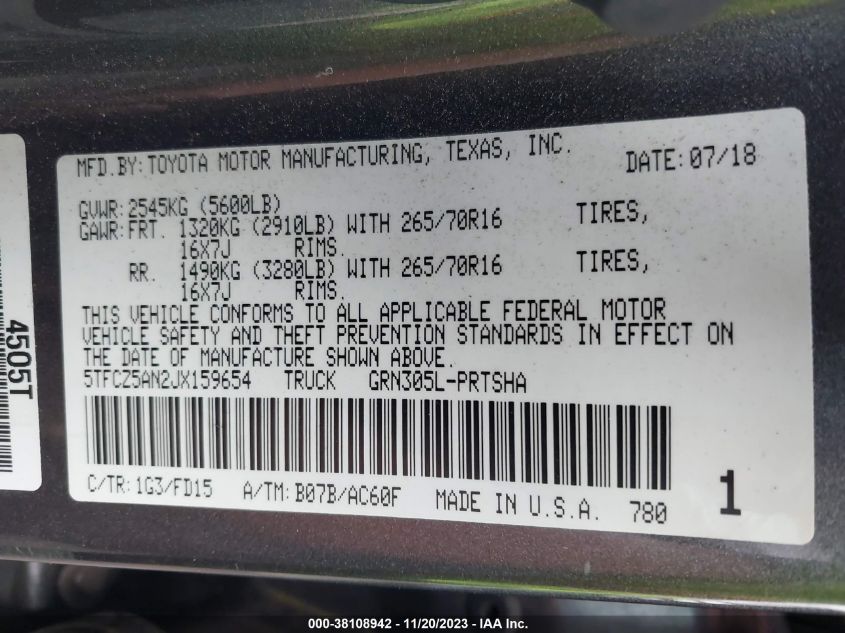 MFD.BY:TOYOTA MOTOR MANUFACTURING, TEXAS, INC. DATE:07/18
GVWR:2545KG (5600LB)
GAWR:FRT. 1320KG (2910LB) WITH 265/70R16 TIRES,
16X7J RIMS.
RR. 1490KG (3280LB) WITH 265/70R16 TIRES,
16X7J RIMS.
THIS VEHICLE CONFORMS TO ALL APPLICABLE FEDERAL MOTOR
VEHICLE SAFETY AND THEFT PREVENTION STANDARDS IN EFFECT ON
THE DATE OF MANUFACTURE SHOWN ABOVE.
5TFCZ5AN2JX159654 TRUCK GRN305L-PRTSHA
C/TR:1G3/FD15 A/TM:B07B/AC60F MADE IN U.S.A. 780 1
4505T
000-38108942 - 11/20/2023 - IAA Inc.